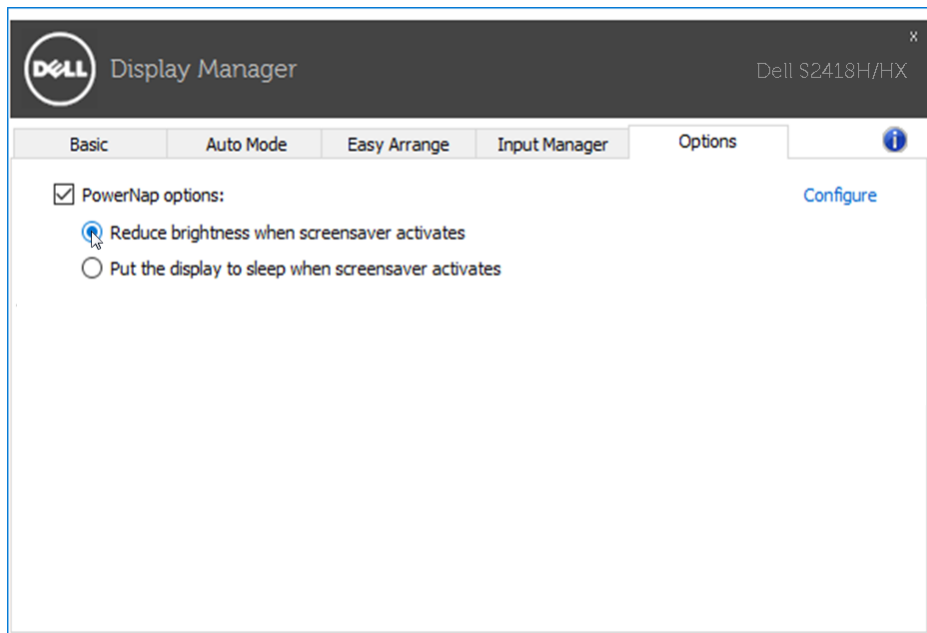 x
DELL Display Manager
Dell S2418H/HX
Basic Auto Mode Easy Arrange Input Manager Options i
PowerNap options: Configure
Reduce brightness when screensaver activates
Put the display to sleep when screensaver activates